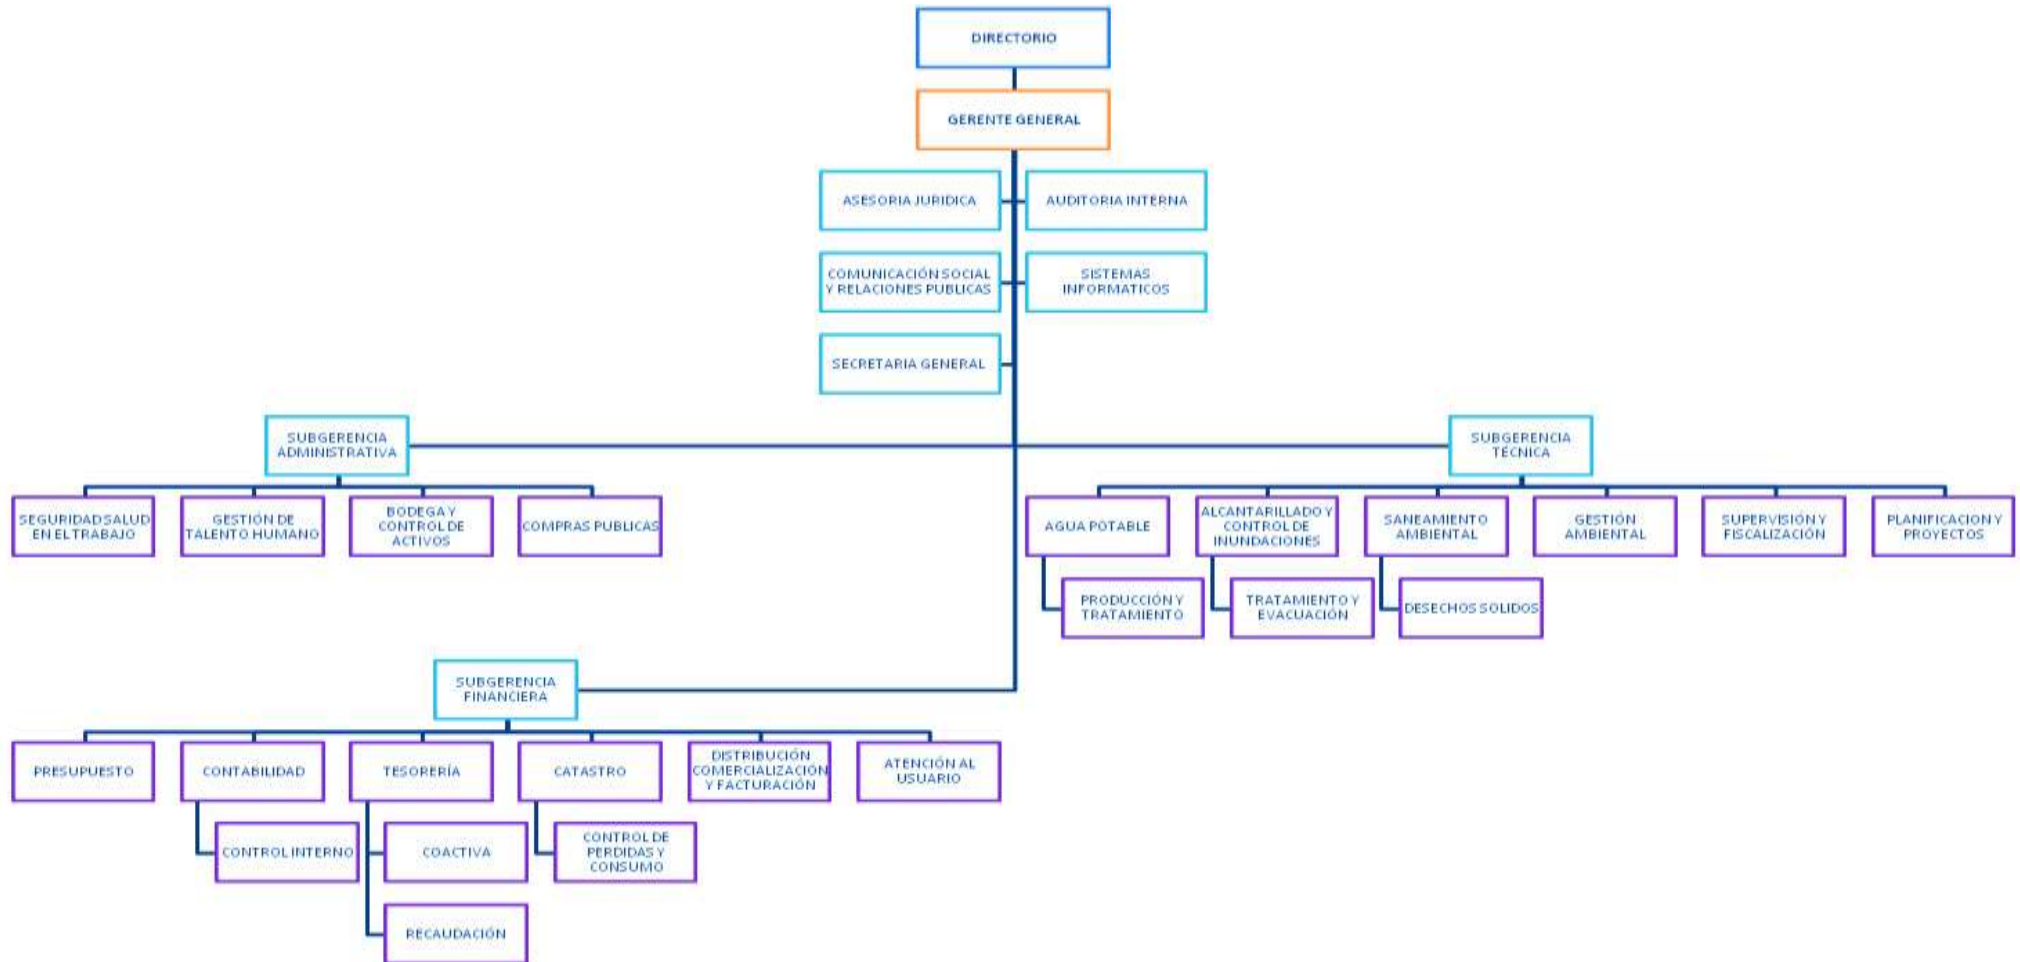 DIRECTORIO
GERENTE GENERAL
ASESORIA JURIDICA
AUDITORIA INTERNA
COMUNICACIÓN SOCIAL
Y RELACIONES PUBLICAS
SISTEMAS
INFORMATICOS
SECRETARIA GENERAL
SUBGERENCIA
ADMINISTRATIVA
SUBGERENCIA
TÉCNICA
SEGURIDAD SALUD
EN EL TRABAJO
GESTIÓN DE
TALENTO HUMANO
BODEGA Y
CONTROL DE
ACTIVOS
COMPRAS PUBLICAS
AGUA POTABLE
ALCANTARILLADO Y
CONTROL DE
INUNDACIONES
SANEAMIENTO
AMBIENTAL
GESTIÓN
AMBIENTAL
SUPERVISIÓN Y
FISCALIZACIÓN
PLANIFICACION Y
PROYECTOS
PRODUCCIÓN Y
TRATAMIENTO
TRATAMIENTO Y
EVACUACIÓN
DESECHOS SOLIDOS
SUBGERENCIA
FINANCIERA
PRESUPUESTO
CONTABILIDAD
TESORERÍA
CATASTRO
DISTRIBUCIÓN
COMERCIALIZACIÓN
Y FACTURACIÓN
ATENCIÓN AL
USUARIO
CONTROL INTERNO
COACTIVA
CONTROL DE
PERDIDAS Y
CONSUMO
RECAUDACIÓN